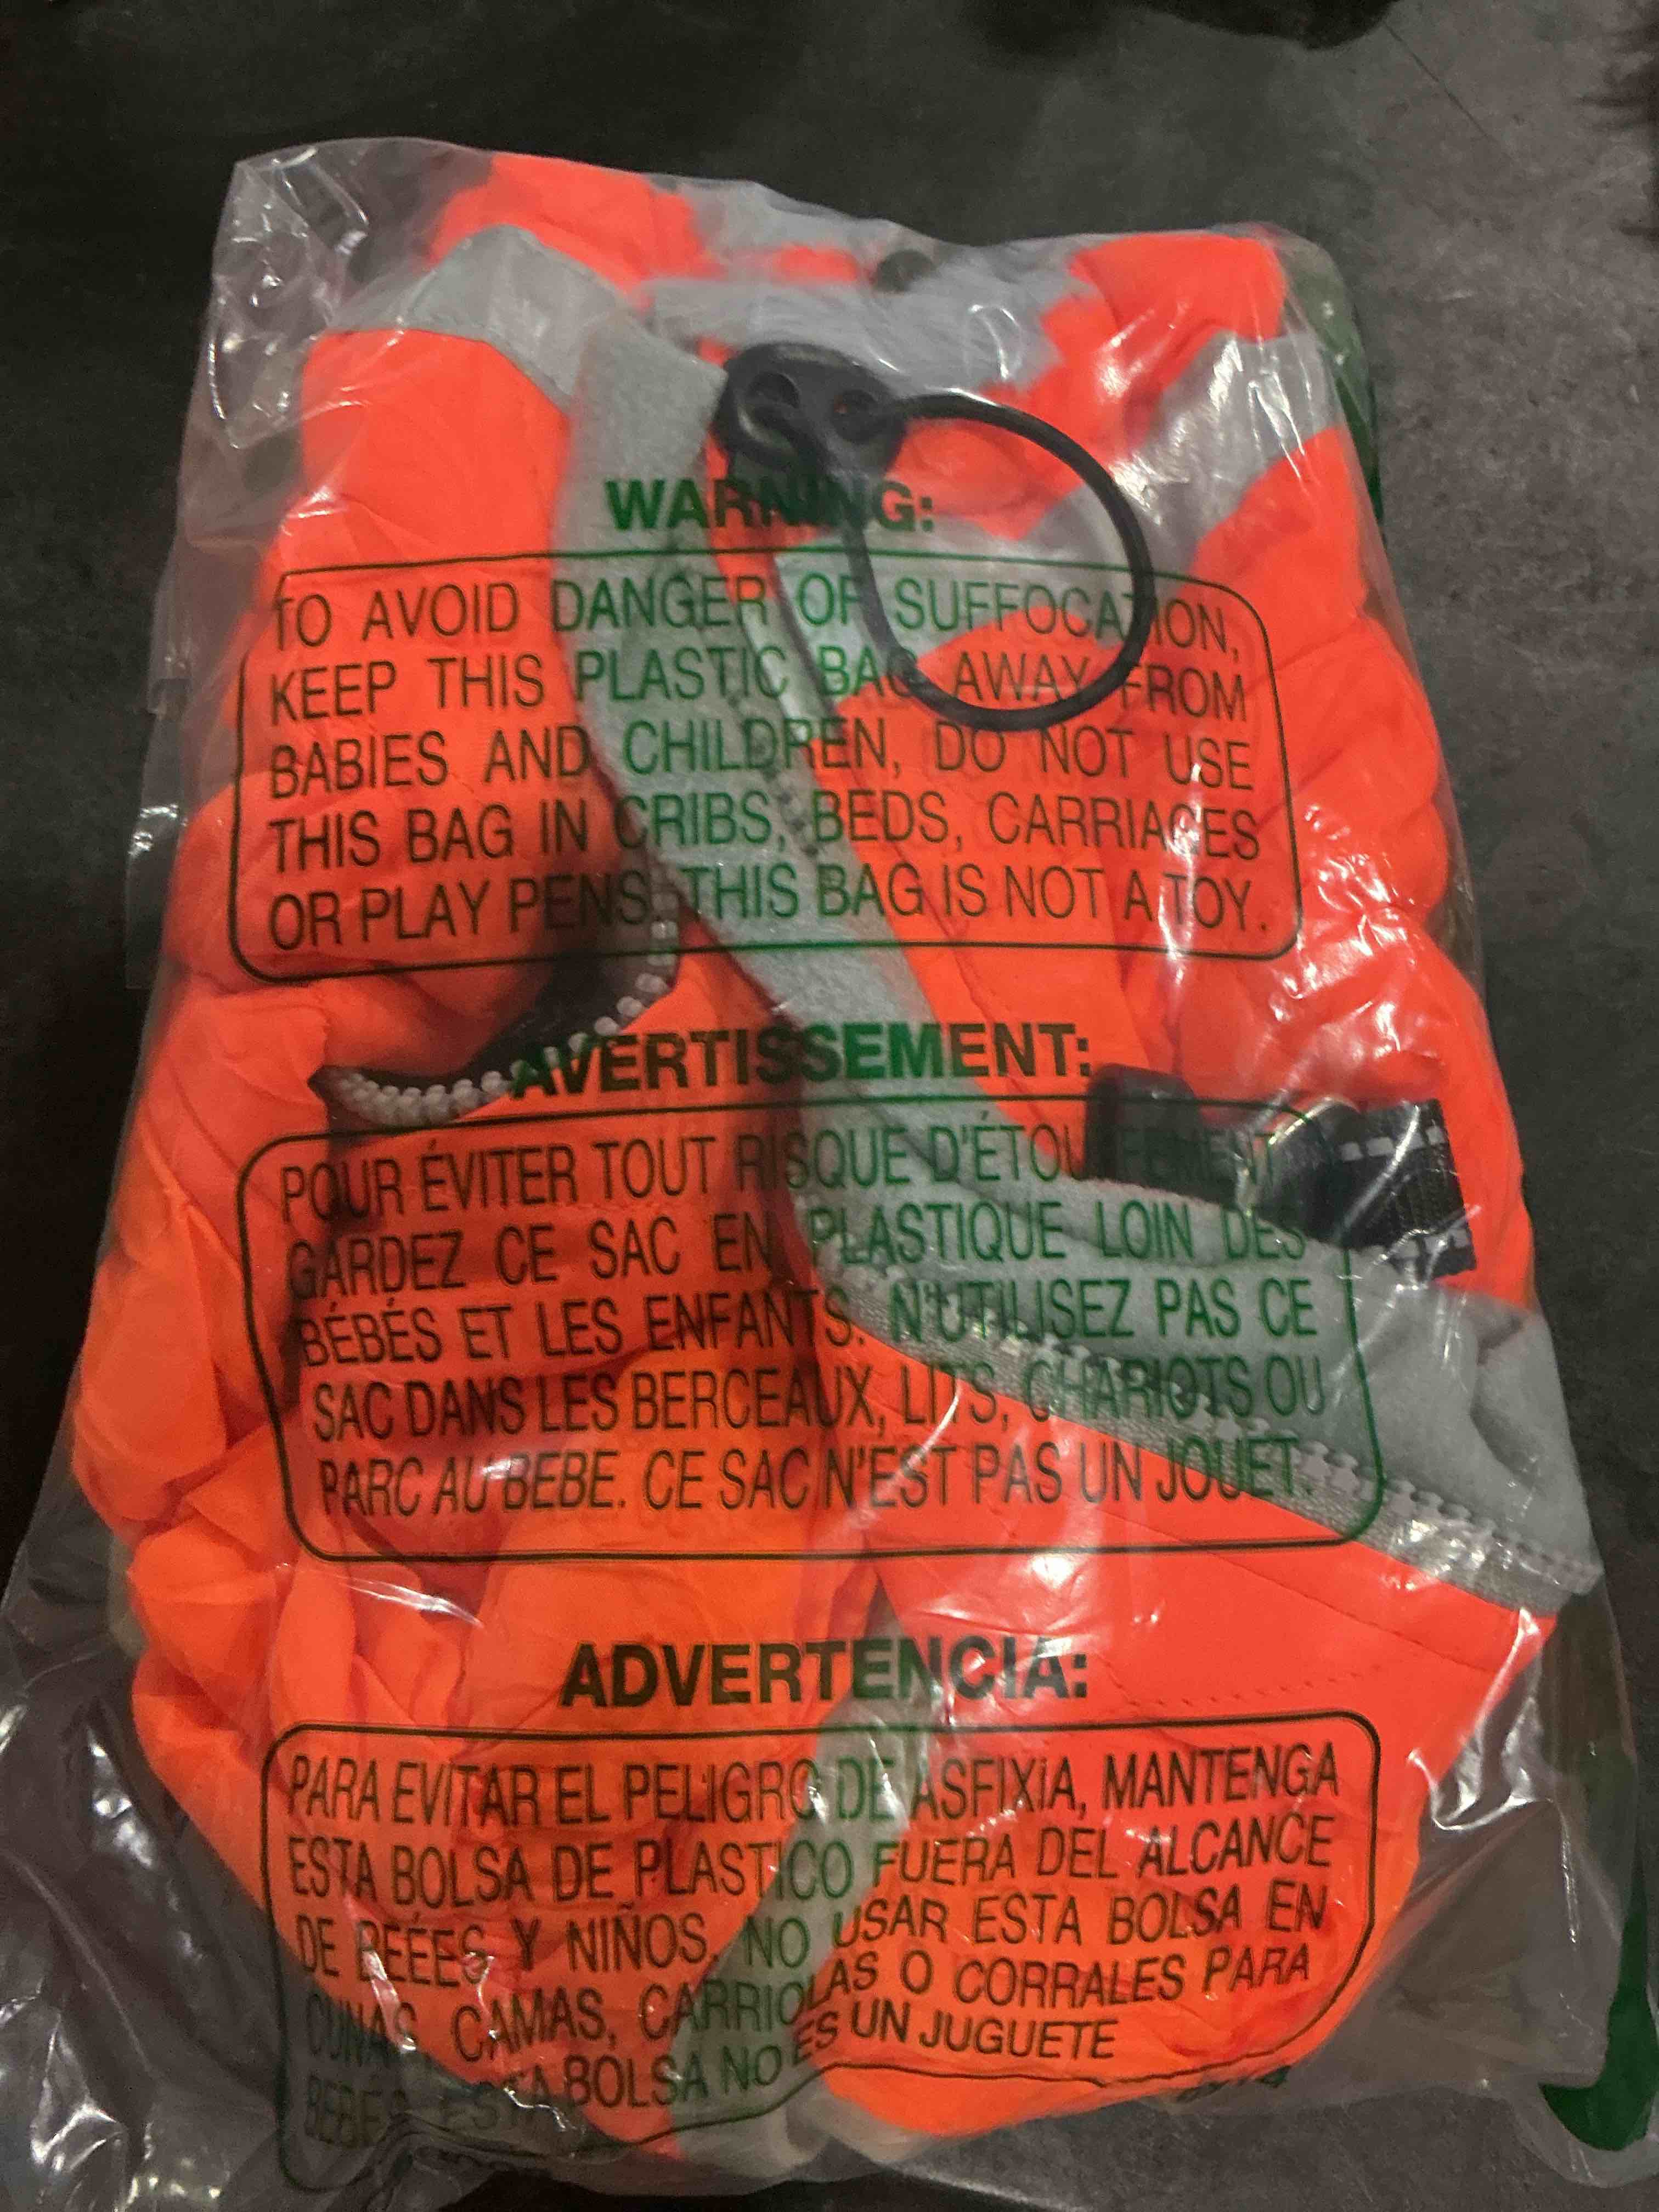 WARNING:
TO AVOID DANGER OF SUFFOCATION,
KEEP THIS PLASTIC BAG AWAY FROM
BABIES AND CHILDREN, DO NOT USE
THIS BAG IN CRIBS, BEDS, CARRIAGES
OR PLAY PENS. THIS BAG IS NOT A TOY.
AVERTISSEMENT:
POUR ÉVITER TOUT RISQUE D'ÉTOUFFEMENT
GARDEZ CE SAC EN PLASTIQUE LOIN DES
BÉBÉS ET LES ENFANTS. N'UTILISEZ PAS CE
SAC DANS LES BERCEAUX, LITS, CHARIOTS OU
PARC AU BEBE. CE SAC N'EST PAS UN JOUET.
ADVERTENCIA:
PARA EVITAR EL PELIGRO DE ASFIXIA, MANTENGA
ESTA BOLSA DE PLASTICO FUERA DEL ALCANCE
DE Y NIÑOS. NO USAR ESTA BOLSA EN
CUNAS, CAMAS, CARRIOLAS O CORRALES PARA
BEBÉS. ESTA BOLSA NO ES UN JUGUETE